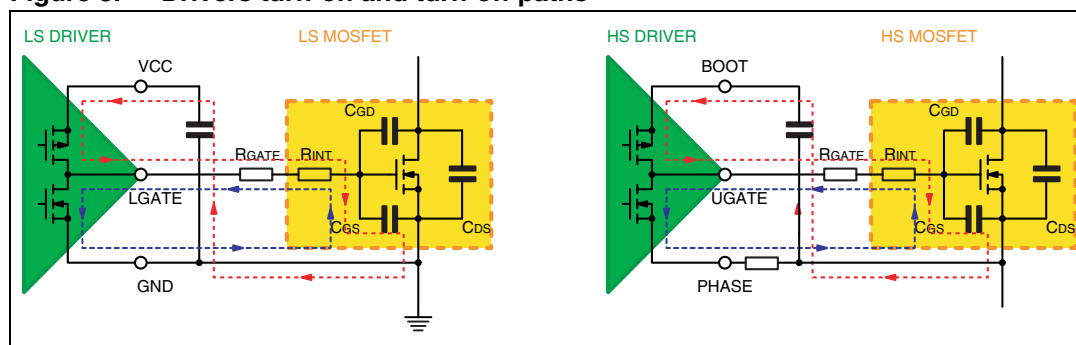 LS DRIVER
LS MOSFET
VCC
CGD
RGATE
RINT
LGATE
CGS
CDS
GND
HS DRIVER
HS MOSFET
BOOT
CGD
RGATE
RINT
UGATE
CGS
CDS
PHASE